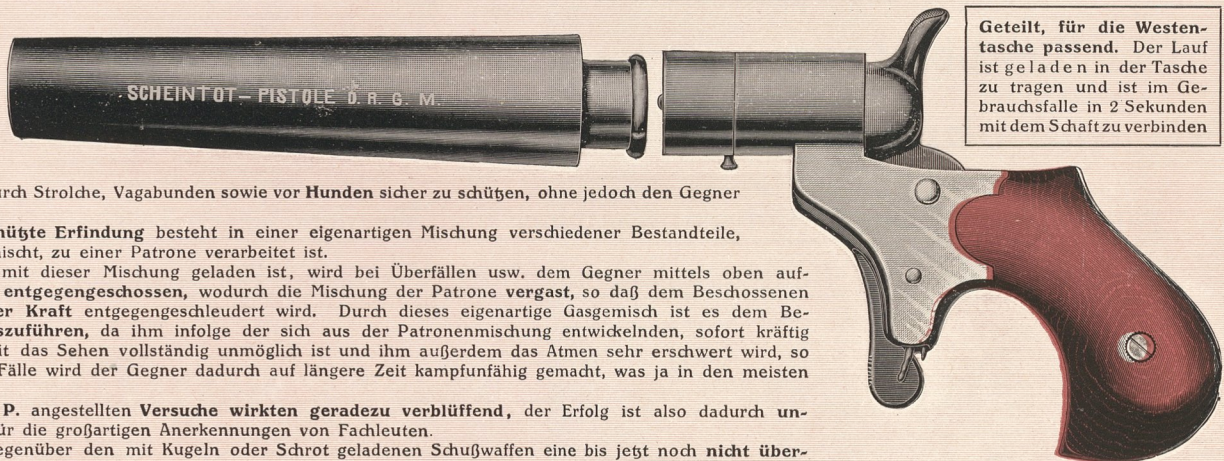 SCHEINTOT–PISTOLE D. R. G. M.
Geteilt, für die Westen-
tasche passend. Der Lauf
ist geladen in der Tasche
zu tragen und ist im Ge-
brauchsfalle in 2 Sekunden
mit dem Schaft zu verbinden
urch Strolche, Vagabunden sowie vor Hunden sicher zu schützen, ohne jedoch den Gegner
hützte Erfindung besteht in einer eigenartigen Mischung verschiedener Bestandteile,
nischt, zu einer Patrone verarbeitet ist.
mit dieser Mischung geladen ist, wird bei Überfällen usw. dem Gegner mittels oben auf-
entgegengeschossen, wodurch die Mischung der Patrone vergast, so daß dem Beschossenen
er Kraft entgegengeschleudert wird. Durch dieses eigenartige Gasgemisch ist es dem Be-
szuführen, da ihm infolge der sich aus der Patronenmischung entwickelnden, sofort kräftig
it das Sehen vollständig unmöglich ist und ihm außerdem das Atmen sehr erschwert wird, so
Fälle wird der Gegner dadurch auf längere Zeit kampfunfähig gemacht, was ja in den meisten
P. angestellten Versuche wirkten geradezu verblüffend, der Erfolg ist also dadurch un-
ür die großartigen Anerkennungen von Fachleuten.
egenüber den mit Kugeln oder Schrot geladenen Schußwaffen eine bis jetzt noch nicht über-